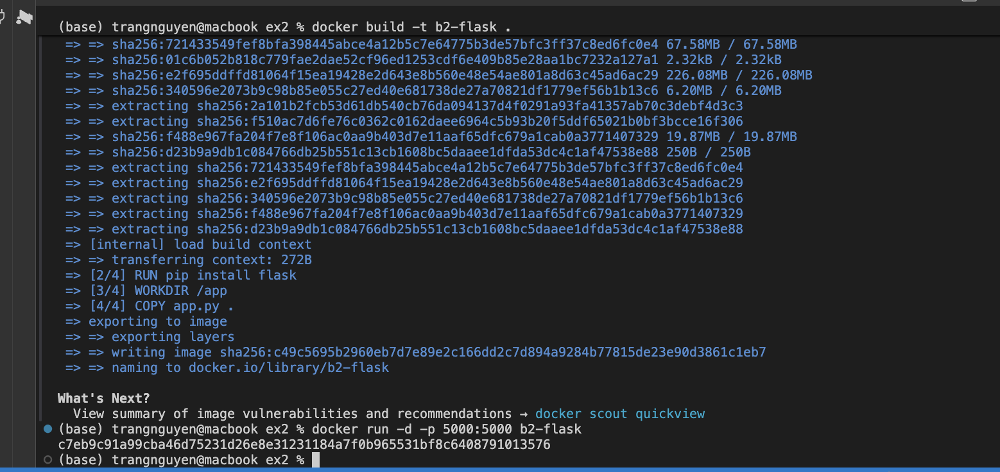 (base) trangnguyen@macbook ex2 % docker build -t b2-flask .
=> => sha256:721433549fef8bfa398445abce4a12b5c7e64775b3de57bfc3ff37c8ed6fc0e4 67.58MB / 67.58MB
=> => sha256:01c6b052b818c779fae2dae52cf96ed1253cdf6e409b85e28aa1bc7232a127a1 2.32kB / 2.32kB
=> => sha256:e2f695ddffd81064f15ea19428e2d643e8b560e48e54ae801a8d63c45ad6ac29 226.08MB / 226.08MB
=> => sha256:340596e2073b9c98b85e055c27ed40e681738de27a70821df1779ef56b1b13c6 6.20MB / 6.20MB
=> => extracting sha256:2a101b2fcb53d61db540cb76da094137d4f0291a93fa41357ab70c3debf4d3c3
=> => extracting sha256:f510ac7d6fe76c0362c0162daee6964c5b93b20f5ddf65021b0bf3bcce16f306
=> => sha256:f488e967fa204f7e8f106ac0aa9b403d7e11aaf65dfc679a1cab0a3771407329 19.87MB / 19.87MB
=> => sha256:d23b9a9db1c084766db25b551c13cb1608bc5daaee1dfda53dc4c1af47538e88 250B / 250B
=> => extracting sha256:721433549fef8bfa398445abce4a12b5c7e64775b3de57bfc3ff37c8ed6fc0e4
=> => extracting sha256:e2f695ddffd81064f15ea19428e2d643e8b560e48e54ae801a8d63c45ad6ac29
=> => extracting sha256:340596e2073b9c98b85e055c27ed40e681738de27a70821df1779ef56b1b13c6
=> => extracting sha256:f488e967fa204f7e8f106ac0aa9b403d7e11aaf65dfc679a1cab0a3771407329
=> => extracting sha256:d23b9a9db1c084766db25b551c13cb1608bc5daaee1dfda53dc4c1af47538e88
=> [internal] load build context
=> => transferring context: 272B
=> [2/4] RUN pip install flask
=> [3/4] WORKDIR /app
=> [4/4] COPY app.py .
=> exporting to image
=> => exporting layers
=> => writing image sha256:c49c5695b2960eb7d7e89e2c166dd2c7d894a9284b77815de23e90d3861c1eb7
=> => naming to docker.io/library/b2-flask
What's Next?
View summary of image vulnerabilities and recommendations → docker scout quickview
(base) trangnguyen@macbook ex2 % docker run -d -p 5000:5000 b2-flask
c7eb9c91a99cba46d75231d26e8e31231184a7f0b965531bf8c6408791013576
(base) trangnguyen@macbook ex2 %